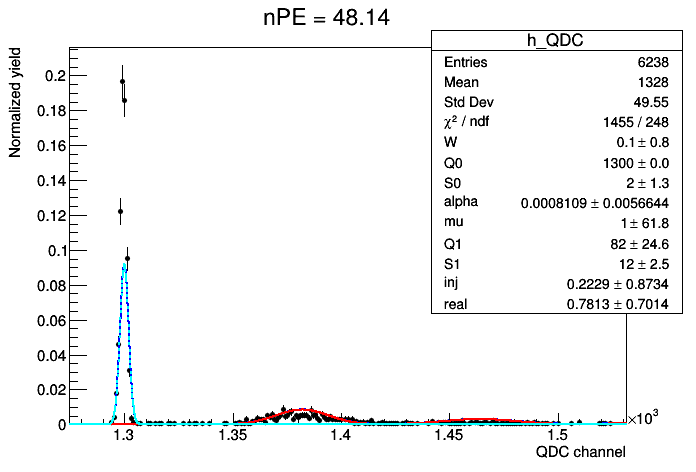 nPE = 48.14
h_QDC
Entries 6238
Mean 1328
Std Dev 49.55
χ² / ndf 1455 / 248
W 0.1 ± 0.8
Q0 1300 ± 0.0
S0 2 ± 1.3
alpha 0.0008109 ± 0.0056644
mu 1 ± 61.8
Q1 82 ± 24.6
S1 12 ± 2.5
inj 0.2229 ± 0.8734
real 0.7813 ± 0.7014
Normalized yield
0.2
0.18
0.16
0.14
0.12
0.1
0.08
0.06
0.04
0.02
0
1.3 1.35 1.4 1.45 1.5 ×10³
QDC channel